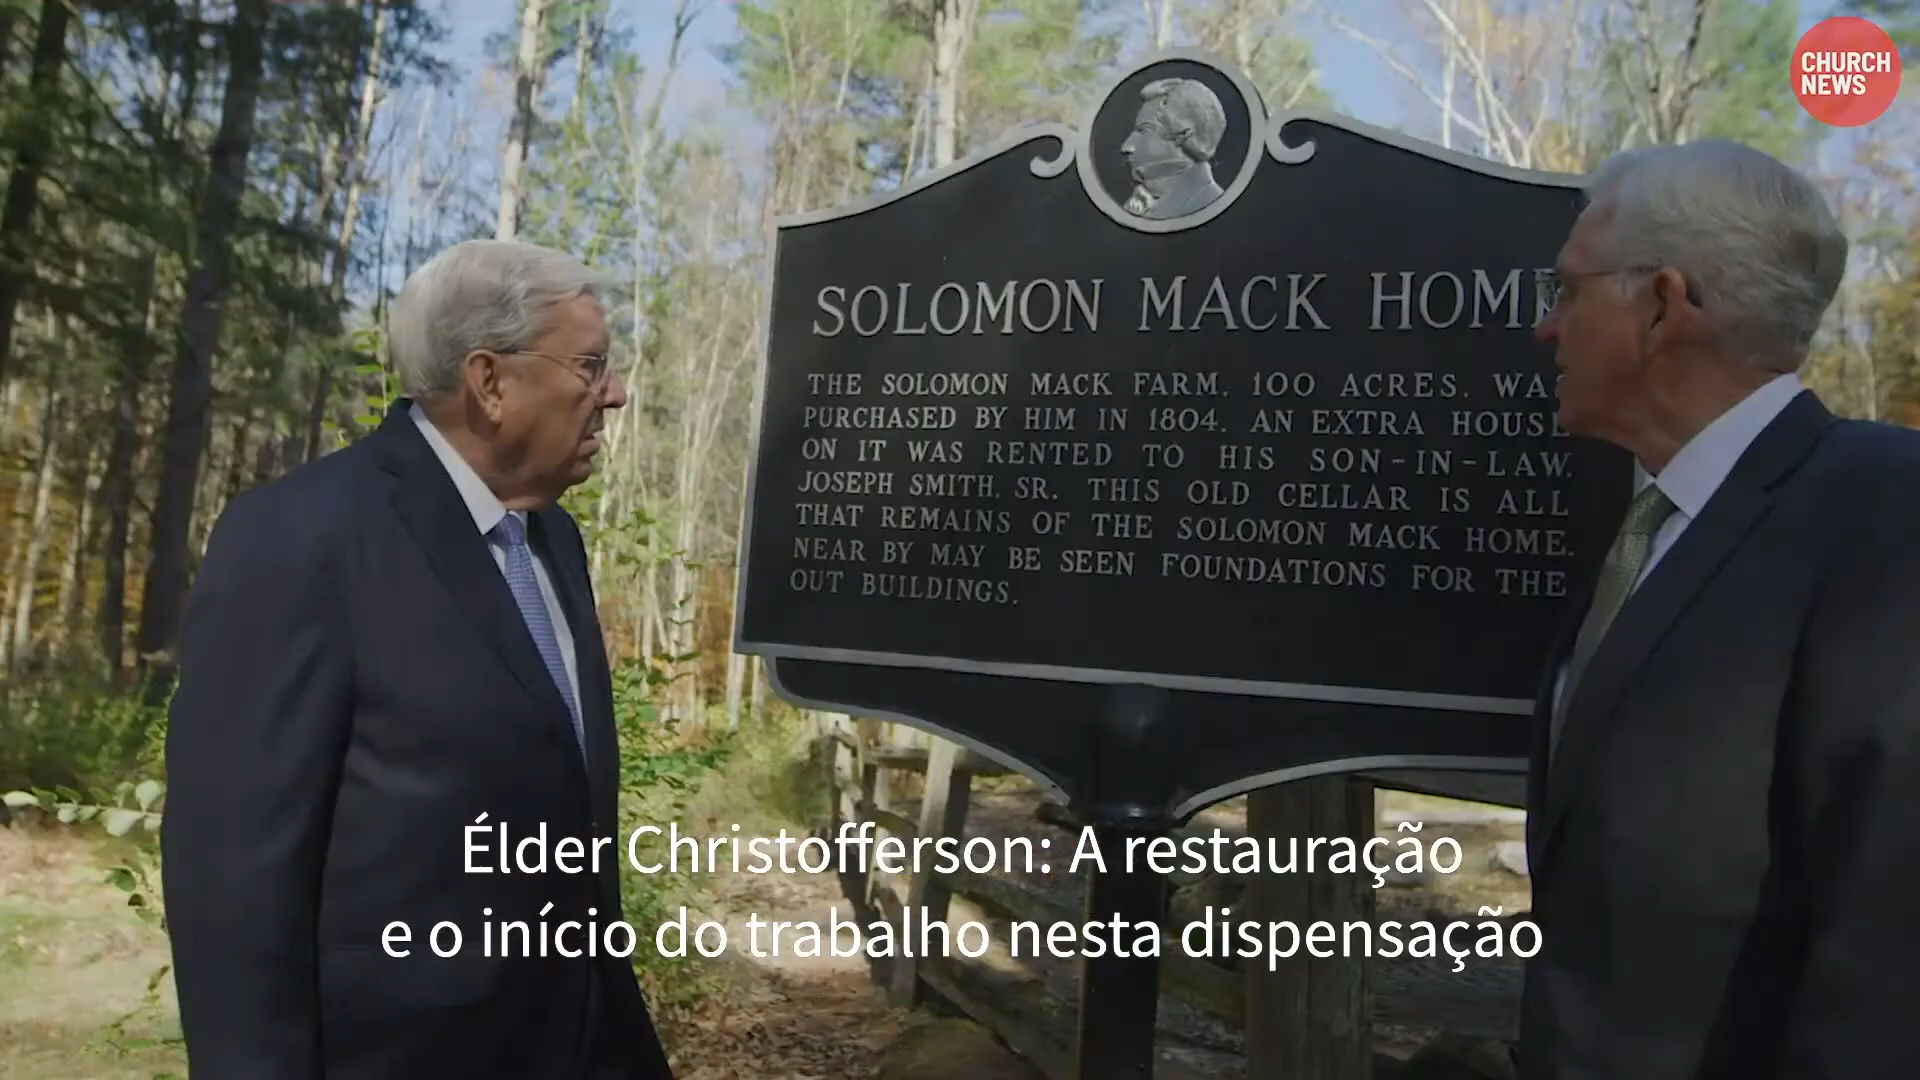 CHURCH
NEWS
SOLOMON MACK
THE SOLOMON MACK FARM. 100 ACRES.
PURCHASED BY HIM IN 1804. AN EXTRA HOUSE
ON IT WAS RENTED TO HIS SON-IN-LAW.
JOSEPH SMITH. SR. THIS OLD CELLAR IS ALL
THAT REMAINS OF THE SOLOMON MACK HOME.
NEAR BY MAY BE SEEN FOUNDATIONS FOR THE
OUT BUILDINGS.
Élder Christofferson: A restauração
e o início do trabalho nesta dispensação